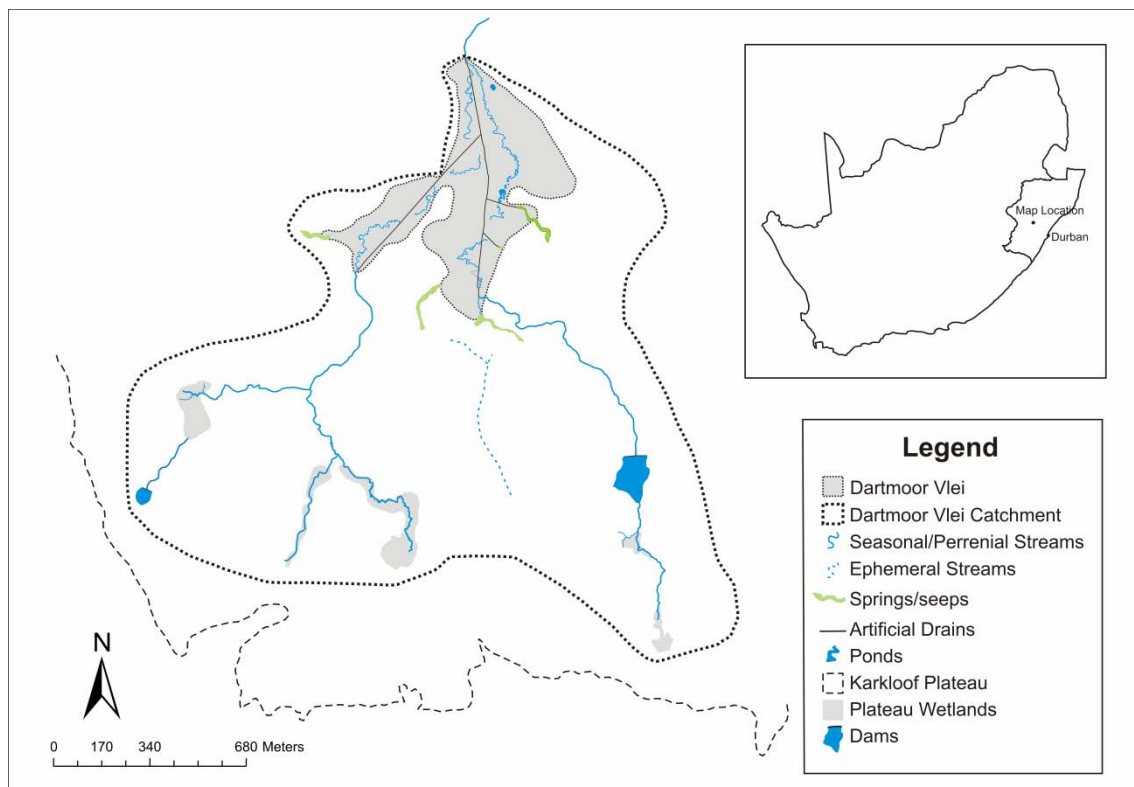 Map Location
Durban
Legend
Dartmoor Vlei
Dartmoor Vlei Catchment
Seasonal/Perrenial Streams
Ephemeral Streams
Springs/seeps
Artificial Drains
Ponds
Karkloof Plateau
Plateau Wetlands
Dams
N
0 170 340 680 Meters